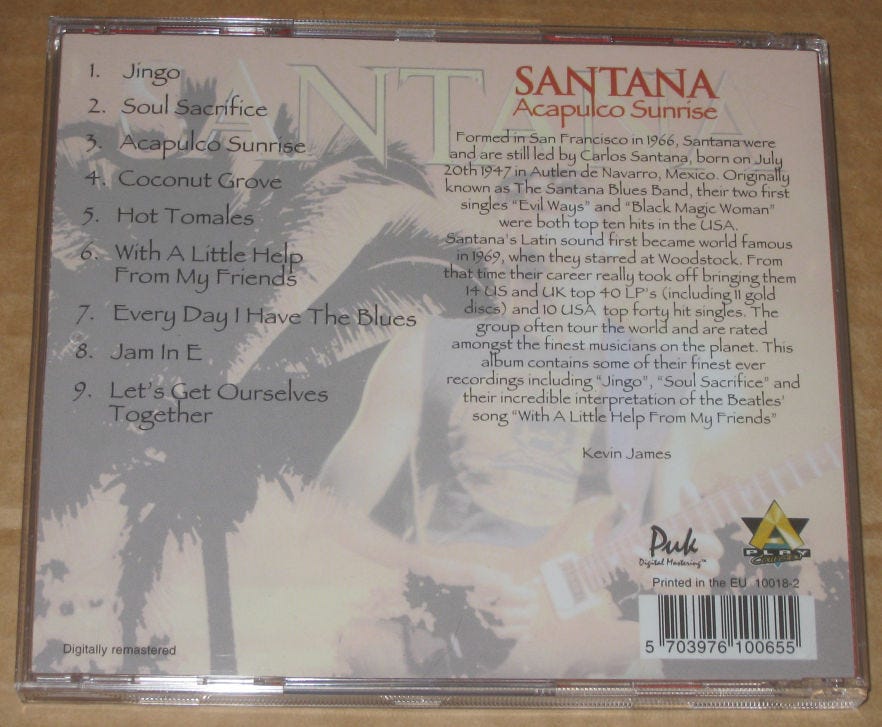 SANTANA
1. Jingo
2. Soul Sacrifice
3. Acapulco Sunrise
4. Coconut Grove
5. Hot Tomales
6. With A Little Help
From My Friends
7. Every Day I Have The Blues
8. Jam In E
9. Let's Get Ourselves
Together
SANTANA
Acapulco Sunrise
Formed in San Francisco in 1966, Santana were
and are still led by Carlos Santana, born on July
20th 1947 in Autlen de Navarro, Mexico. Originally
known as The Santana Blues Band, their two first
singles "Evil Ways" and "Black Magic Woman"
were both top ten hits in the USA.
Santana's Latin sound first became world famous
in 1969, when they starred at Woodstock. From
that time their career really took off bringing them
14 US and UK top 40 LP's (including 11 gold
discs) and 10 USA top forty hit singles. The
group often tour the world and are rated
amongst the finest musicians on the planet. This
album contains some of their finest ever
recordings including "Jingo", "Soul Sacrifice" and
their incredible interpretation of the Beatles'
song "With A Little Help From My Friends"
Kevin James
Puk
Digital Mastering™
A
PLAY
Collection
Printed in the EU 10018-2
5 703976 100655
Digitally remastered